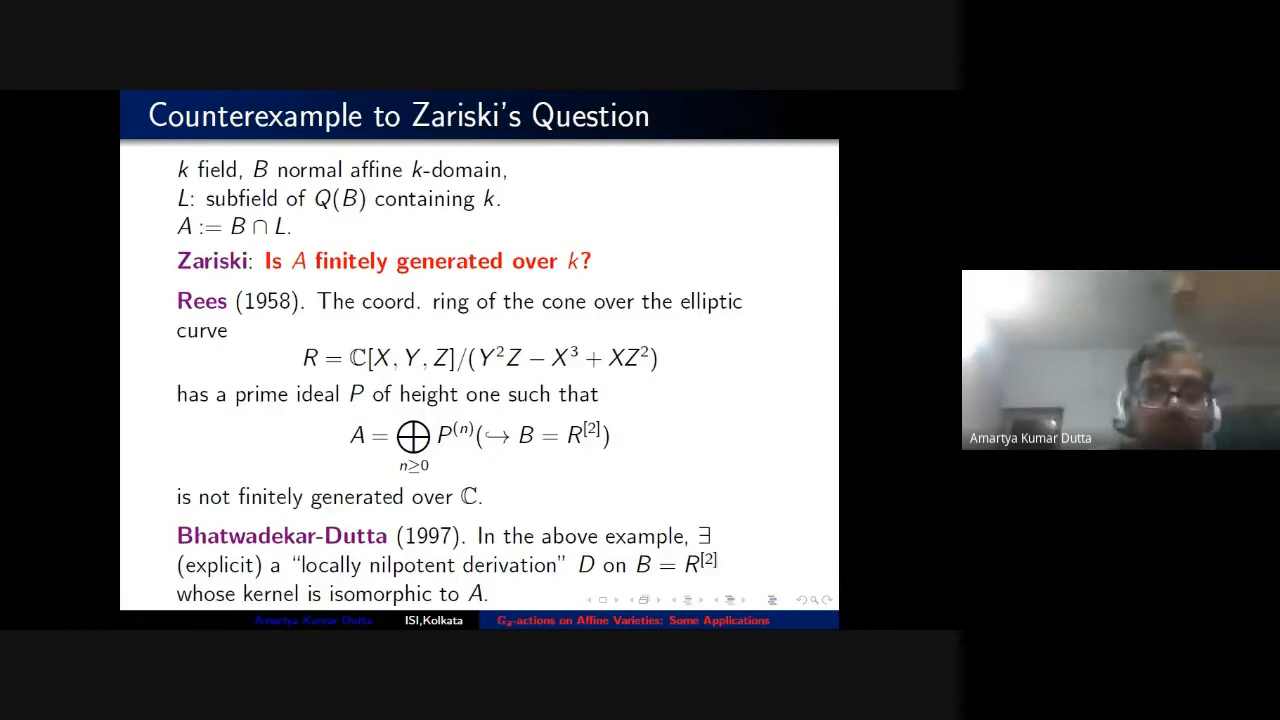 Counterexample to Zariski's Question
k field, B normal affine k-domain,
L: subfield of Q(B) containing k.
A := B ∩ L.
Zariski: Is A finitely generated over k?
Rees (1958). The coord. ring of the cone over the elliptic
curve
R = ℂ[X, Y, Z]/(Y²Z − X³ + XZ²)
has a prime ideal P of height one such that
A = ⊕ P⁽ⁿ⁾(↪ B = R^[2])
n≥0
is not finitely generated over ℂ.
Bhatwadekar-Dutta (1997). In the above example, ∃
(explicit) a “locally nilpotent derivation” D on B = R^[2]
whose kernel is isomorphic to A.
Amartya Kumar Dutta ISI,Kolkata Gₐ-actions on Affine Varieties: Some Applications
Amartya Kumar Dutta